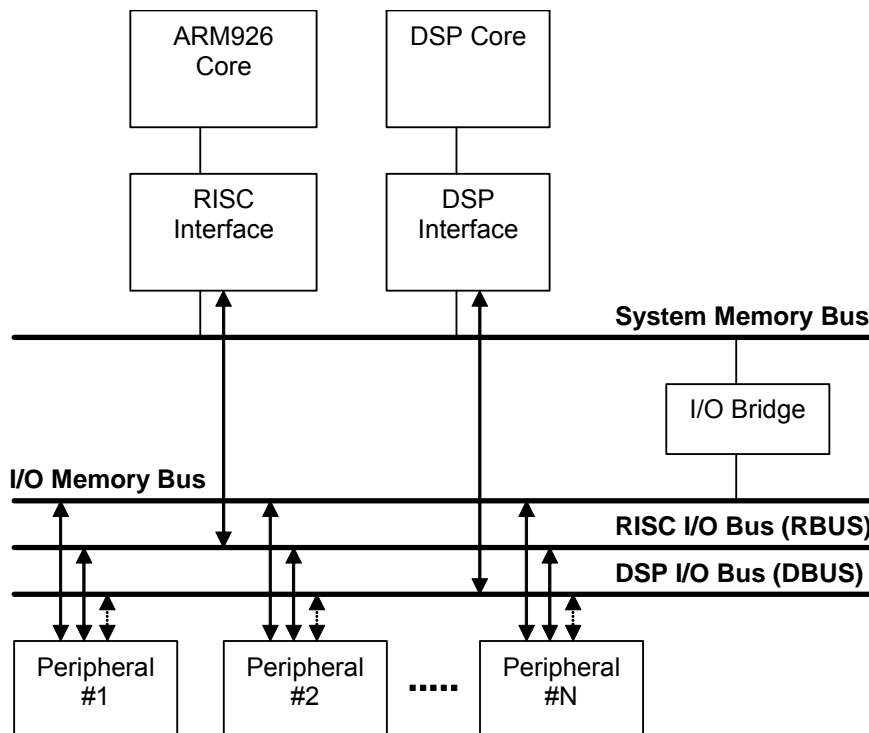 ARM926
Core
DSP Core
RISC
Interface
DSP
Interface
System Memory Bus
I/O Bridge
I/O Memory Bus
RISC I/O Bus (RBUS)
DSP I/O Bus (DBUS)
Peripheral
#1
Peripheral
#2
.....
Peripheral
#N